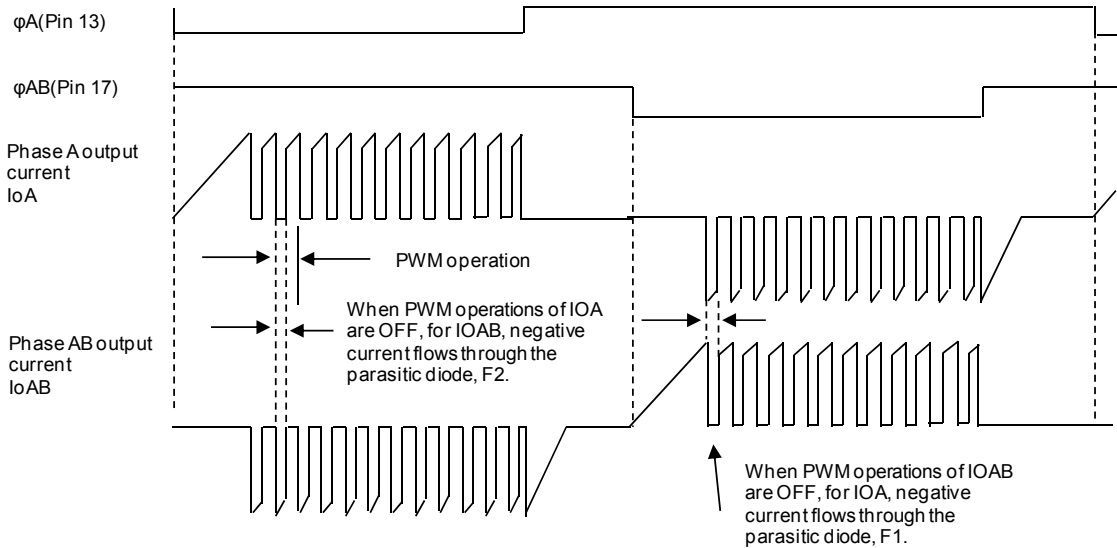 φA(Pin 13)
φAB(Pin 17)
Phase A output
current
IoA
PWM operation
When PWM operations of IOA
are OFF, for IOAB, negative
current flows through the
parasitic diode, F2.
Phase AB output
current
IoAB
When PWM operations of IOAB
are OFF, for IOA, negative
current flows through the
parasitic diode, F1.